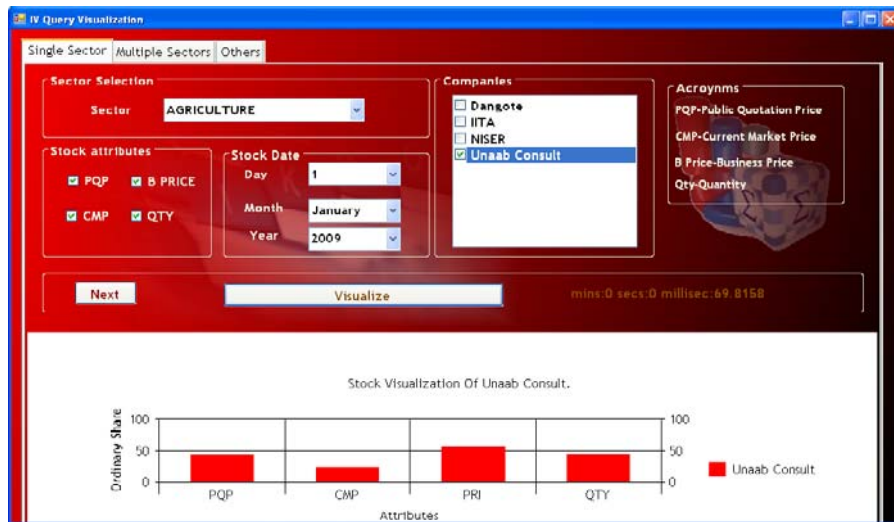 IV Query Visualization
Single Sector Multiple Sectors Others
Sector Selection
Sector AGRICULTURE
Companies
Dangote
IITA
NISER
Unaab Consult
Acroynms
PQP-Public Quotation Price
CMP-Current Market Price
B Price-Business Price
Qty-Quantity
Stock attributes
PQP B PRICE
CMP QTY
Stock Date
Day 1
Month January
Year 2009
Next
Visualize
mins:0 secs:0 millisec:69.8158
Stock Visualization Of Unaab Consult.
Ordinary Share
100 100
50 50
0 0
PQP CMP PRI QTY
Attributes
Unaab Consult